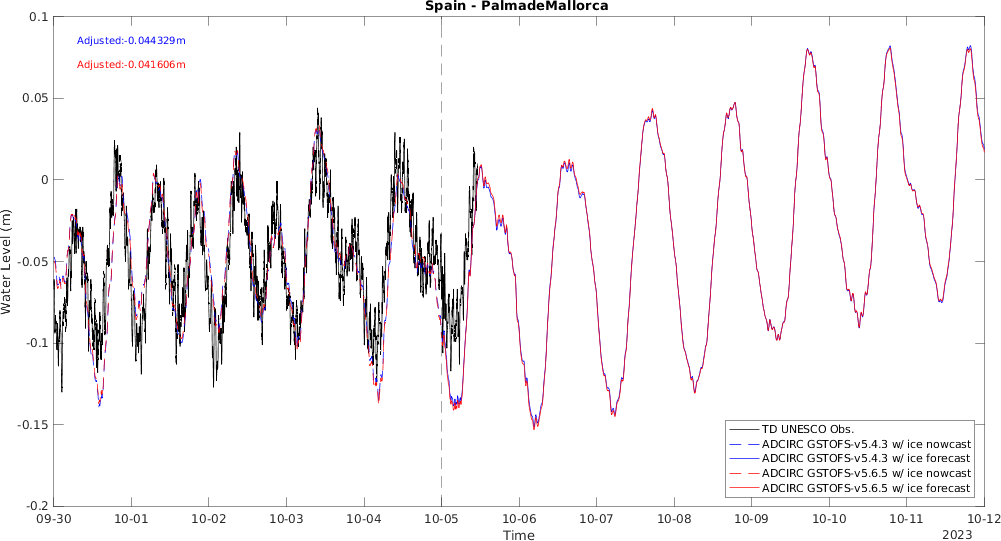 Spain - PalmadeMallorca
Adjusted:-0.044329m
Adjusted:-0.041606m
Water Level (m)
0.1
0.05
0
-0.05
-0.1
-0.15
-0.2
TD UNESCO Obs.
ADCIRC GSTOFS-v5.4.3 w/ ice nowcast
ADCIRC GSTOFS-v5.4.3 w/ ice forecast
ADCIRC GSTOFS-v5.6.5 w/ ice nowcast
ADCIRC GSTOFS-v5.6.5 w/ ice forecast
09-30 10-01 10-02 10-03 10-04 10-05 10-06 10-07 10-08 10-09 10-10 10-11 10-12
Time
2023